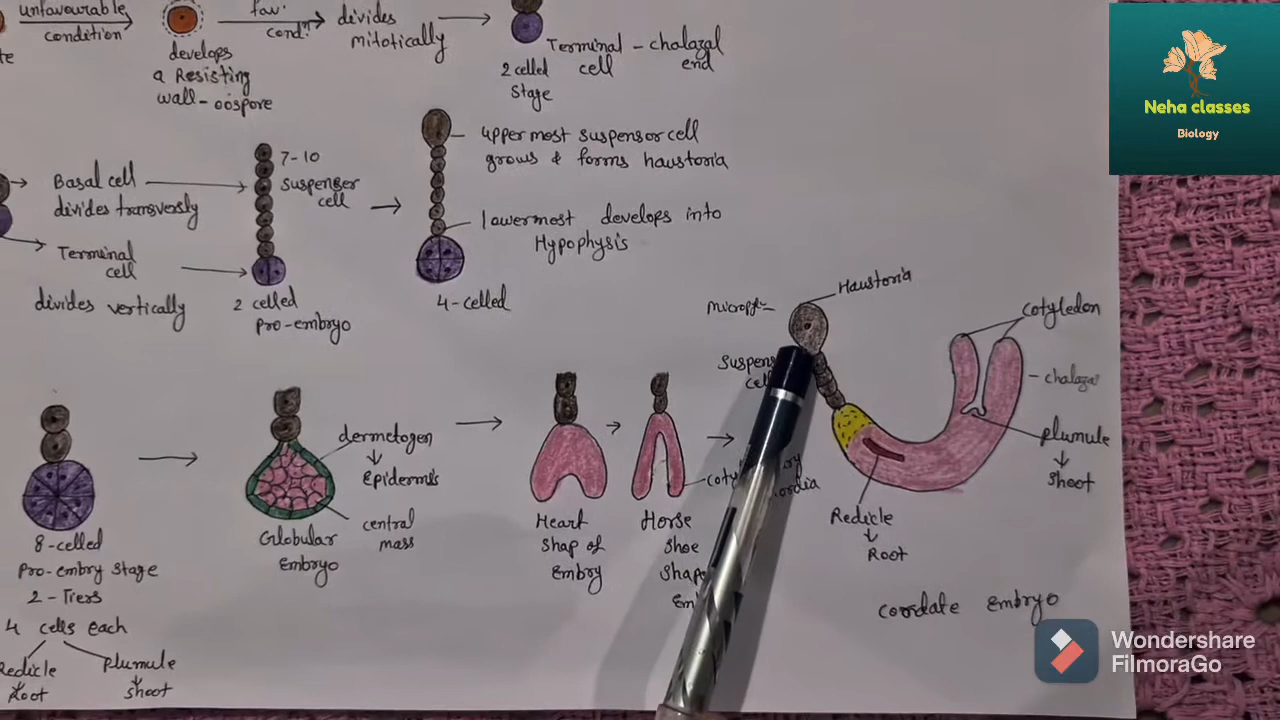 unfavourable
condition
fav.
condn
divides
mitotically
develops
a Resisting
wall-oospore
Terminal - chalazal
cell end
2 celled
stage
Neha classes
Biology
Basal cell
divides transversly
7-10
suspenser
cell
upper most suspensor cell
grows & forms haustoria
lowermost develops into
Hypophysis
Terminal
cell
divides vertically
2 celled
pro-embryo
4-celled
Haustoria
cotyledon
chalaza
plumule
shoot
Redicle
Root
coordate embryo
dermetogen
Epidermis
central
mass
Globular
Embryo
Heart
shap of
Embry
Horse
shoe
8-celled
pro-embry stage
2-Tiers
4 cells each
Redicle
Root
plumule
shoot
Wondershare
FilmoraGo